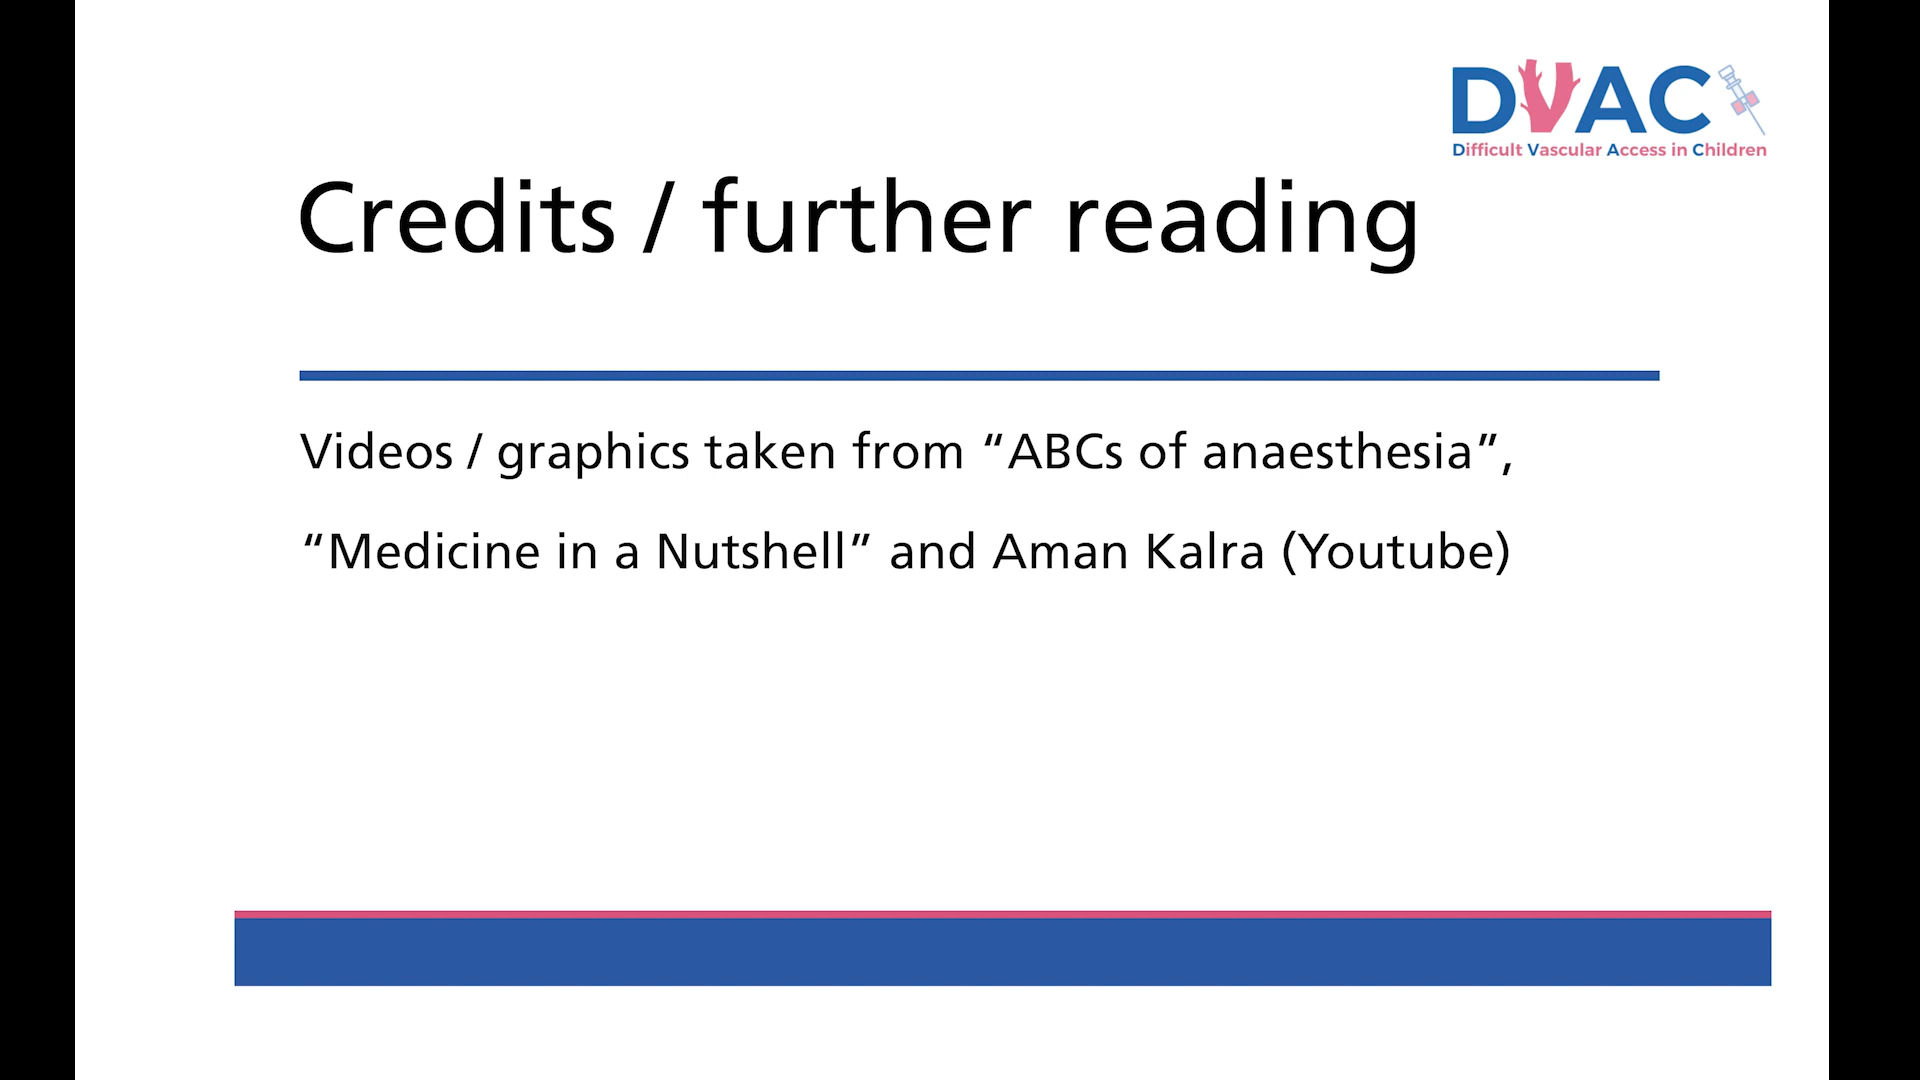 DVAC
Difficult Vascular Access in Children
Credits / further reading
Videos / graphics taken from “ABCs of anaesthesia”,
“Medicine in a Nutshell” and Aman Kalra (Youtube)